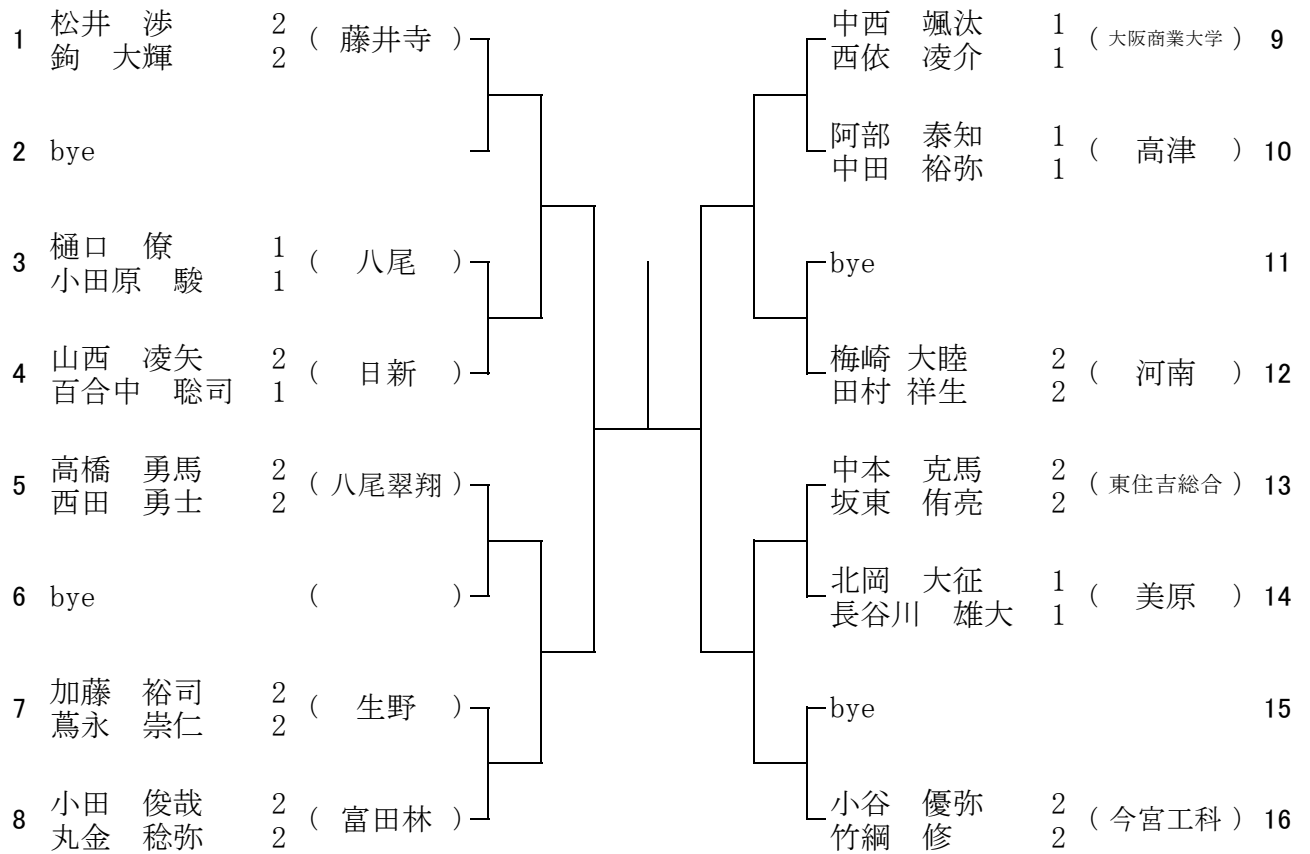 1 松井　渉 2 ( 藤井寺 )
鉤　大輝 2
2 bye
3 樋口　僚 1 ( 八尾 )
小田原　駿 1
4 山西　凌矢 2 ( 日新 )
百合中　聡司 1
5 高橋　勇馬 2 ( 八尾翠翔 )
西田　勇士 2
6 bye ( )
7 加藤　裕司 2 ( 生野 )
蔦永　崇仁 2
8 小田　俊哉 2 ( 富田林 )
丸金　稔弥 2
中西　颯汰 1 ( 大阪商業大学 ) 9
西依　凌介 1
阿部　泰知 1 ( 高津 ) 10
中田　裕弥 1
bye 11
梅崎 大睦 2 ( 河南 ) 12
田村 祥生 2
中本　克馬 2 ( 東住吉総合 ) 13
坂東　侑亮 2
北岡　大征 1 ( 美原 ) 14
長谷川　雄大 1
bye 15
小谷　優弥 2 ( 今宮工科 ) 16
竹綱　修 2